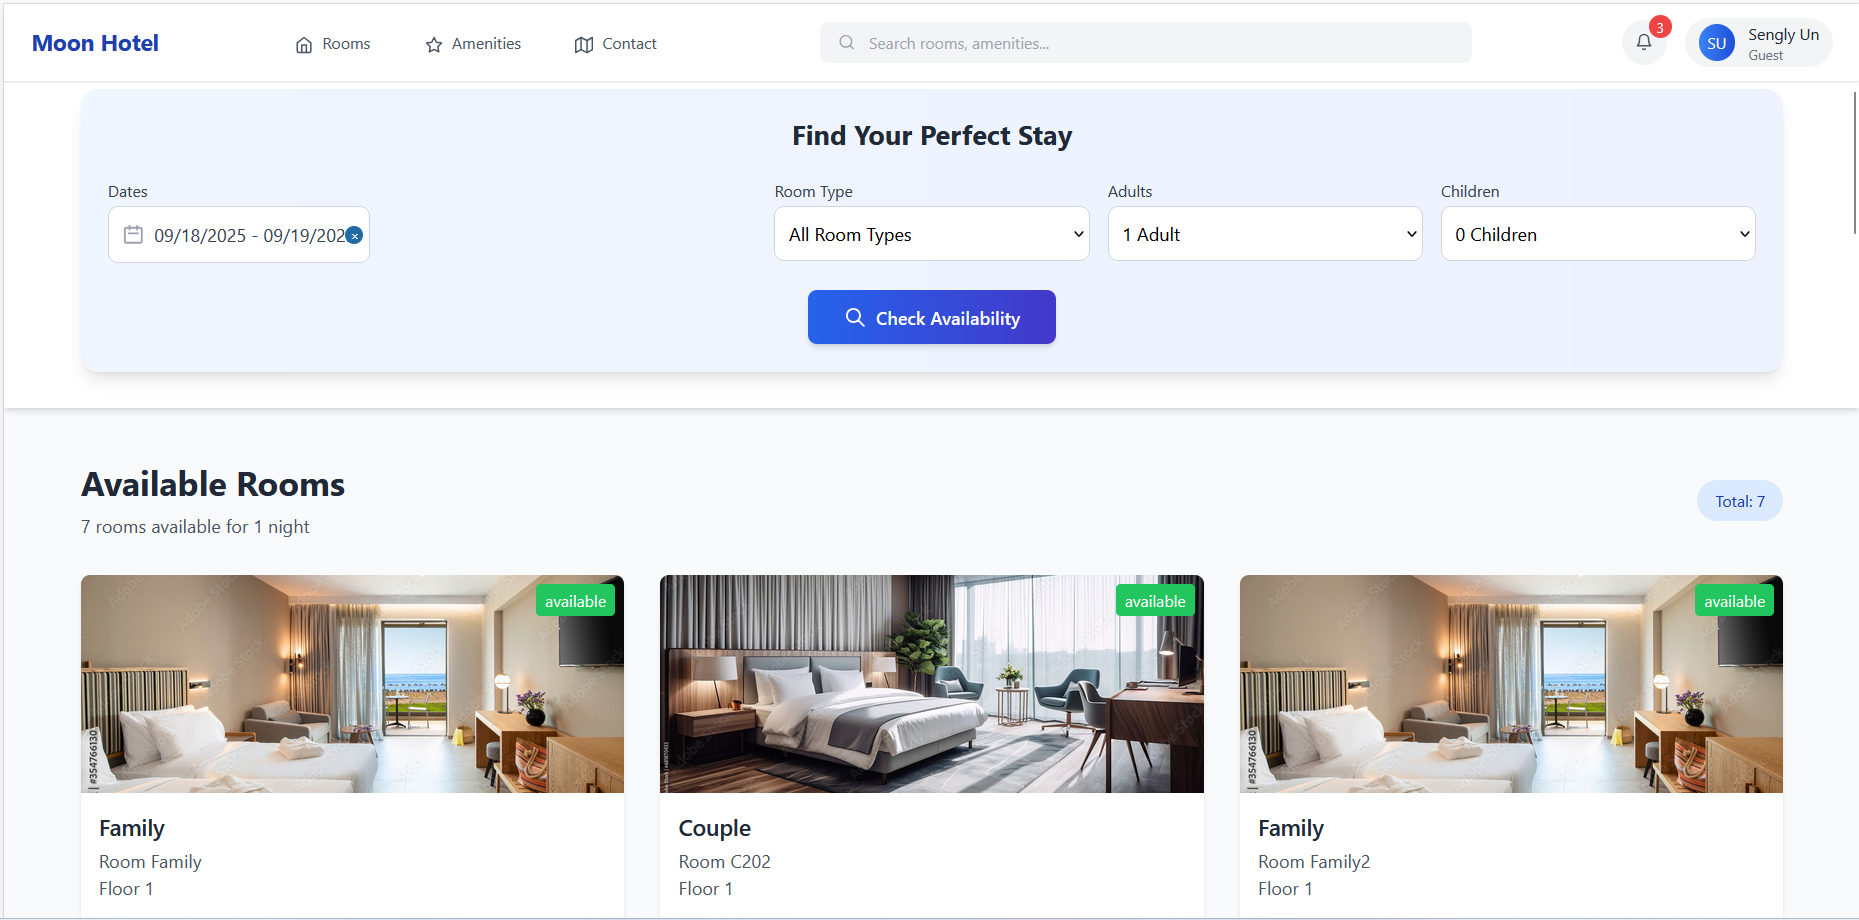 Moon Hotel
Rooms
Amenities
Contact
Search rooms, amenities...
3
SU
Sengly Un
Guest
Find Your Perfect Stay
Dates
09/18/2025 - 09/19/202
Room Type
All Room Types
Adults
1 Adult
Children
0 Children
Check Availability
Available Rooms
7 rooms available for 1 night
Total: 7
available
#354766130
Family
Room Family
Floor 1
available
Couple
Room C202
Floor 1
available
#354766130
Family
Room Family2
Floor 1